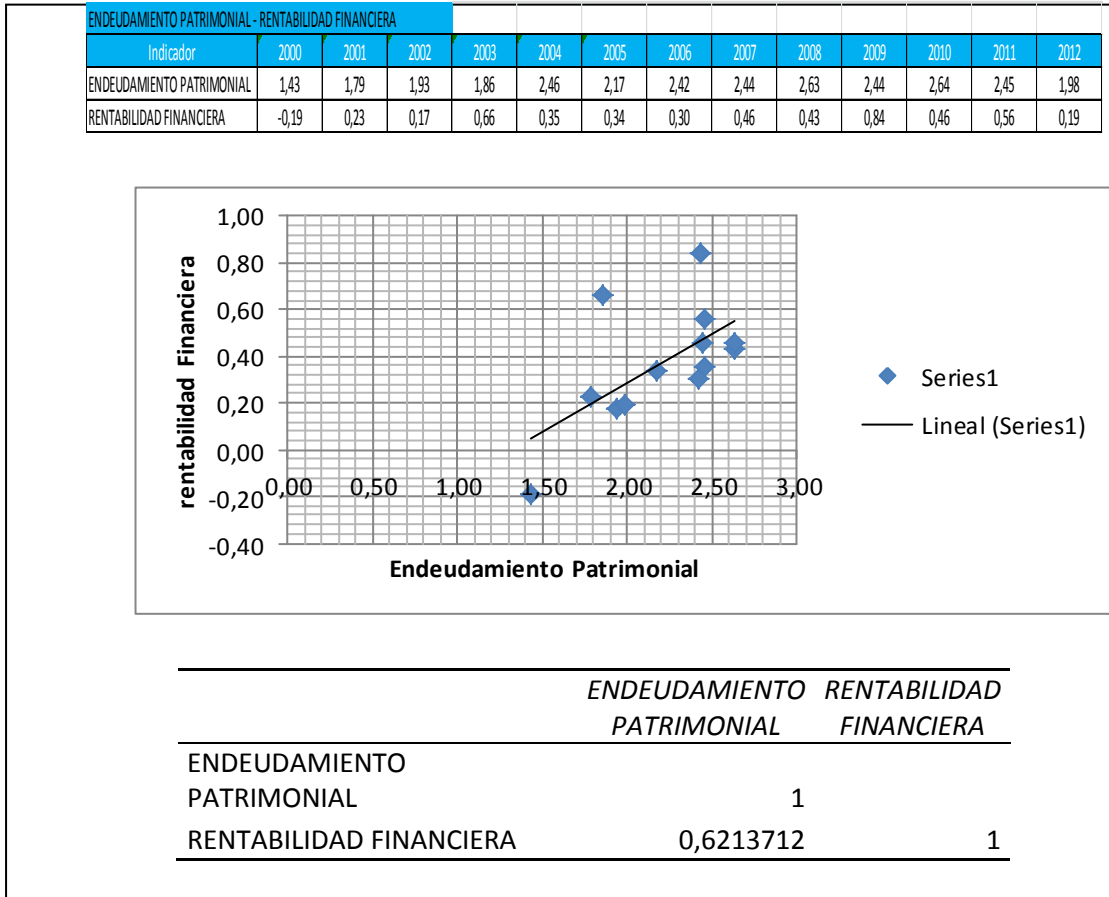 ENDEUDAMIENTO PATRIMONIAL - RENTABILIDAD FINANCIERA
Indicador 2000 2001 2002 2003 2004 2005 2006 2007 2008 2009 2010 2011 2012
ENDEUDAMIENTO PATRIMONIAL 1,43 1,79 1,93 1,86 2,46 2,17 2,42 2,44 2,63 2,44 2,64 2,45 1,98
RENTABILIDAD FINANCIERA -0,19 0,23 0,17 0,66 0,35 0,34 0,30 0,46 0,43 0,84 0,46 0,56 0,19
rentabilidad Financiera
1,00
0,80
0,60
0,40
0,20
0,00
-0,20
-0,40
0,00 0,50 1,00 1,50 2,00 2,50 3,00
Endeudamiento Patrimonial
Series1
Lineal (Series1)
ENDEUDAMIENTO RENTABILIDAD
PATRIMONIAL FINANCIERA
ENDEUDAMIENTO
PATRIMONIAL 1
RENTABILIDAD FINANCIERA 0,6213712 1